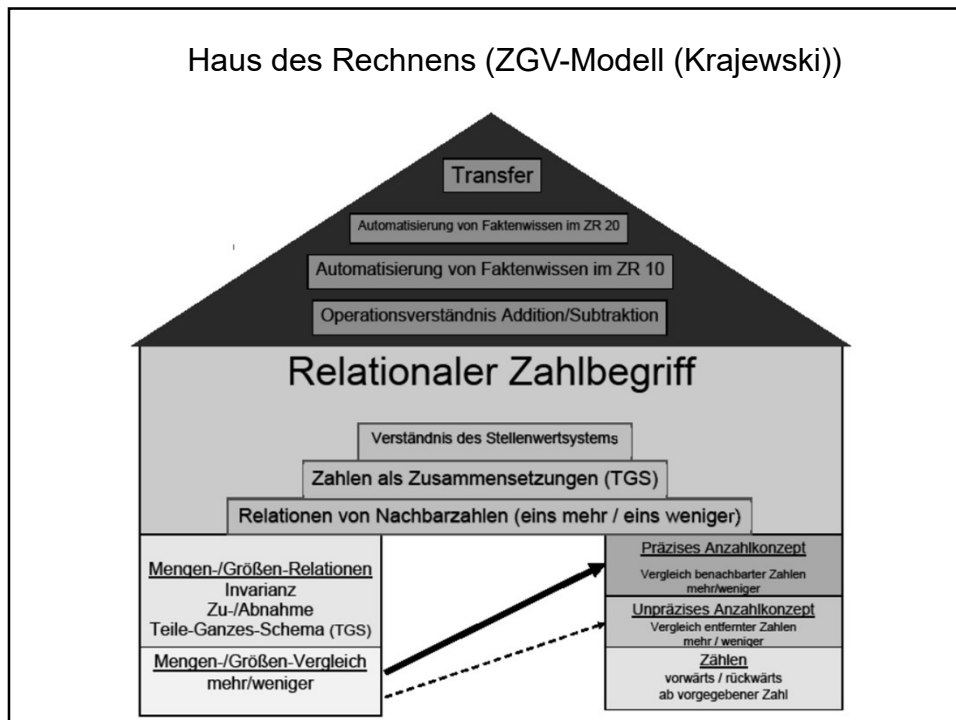 Haus des Rechnens (ZGV-Modell (Krajewski))
Transfer
Automatisierung von Faktenwissen im ZR 20
Automatisierung von Faktenwissen im ZR 10
Operationsverständnis Addition/Subtraktion
Relationaler Zahlbegriff
Verständnis des Stellenwertsystems
Zahlen als Zusammensetzungen (TGS)
Relationen von Nachbarzahlen (eins mehr / eins weniger)
Mengen-/Größen-Relationen
Invarianz
Zu-/Abnahme
Teile-Ganzes-Schema (TGS)
Mengen-/Größen-Vergleich
mehr/weniger
Präzises Anzahlkonzept
Vergleich benachbarter Zahlen
mehr/weniger
Unpräzises Anzahlkonzept
Vergleich entfernter Zahlen
mehr / weniger
Zählen
vorwärts / rückwärts
ab vorgegebener Zahl